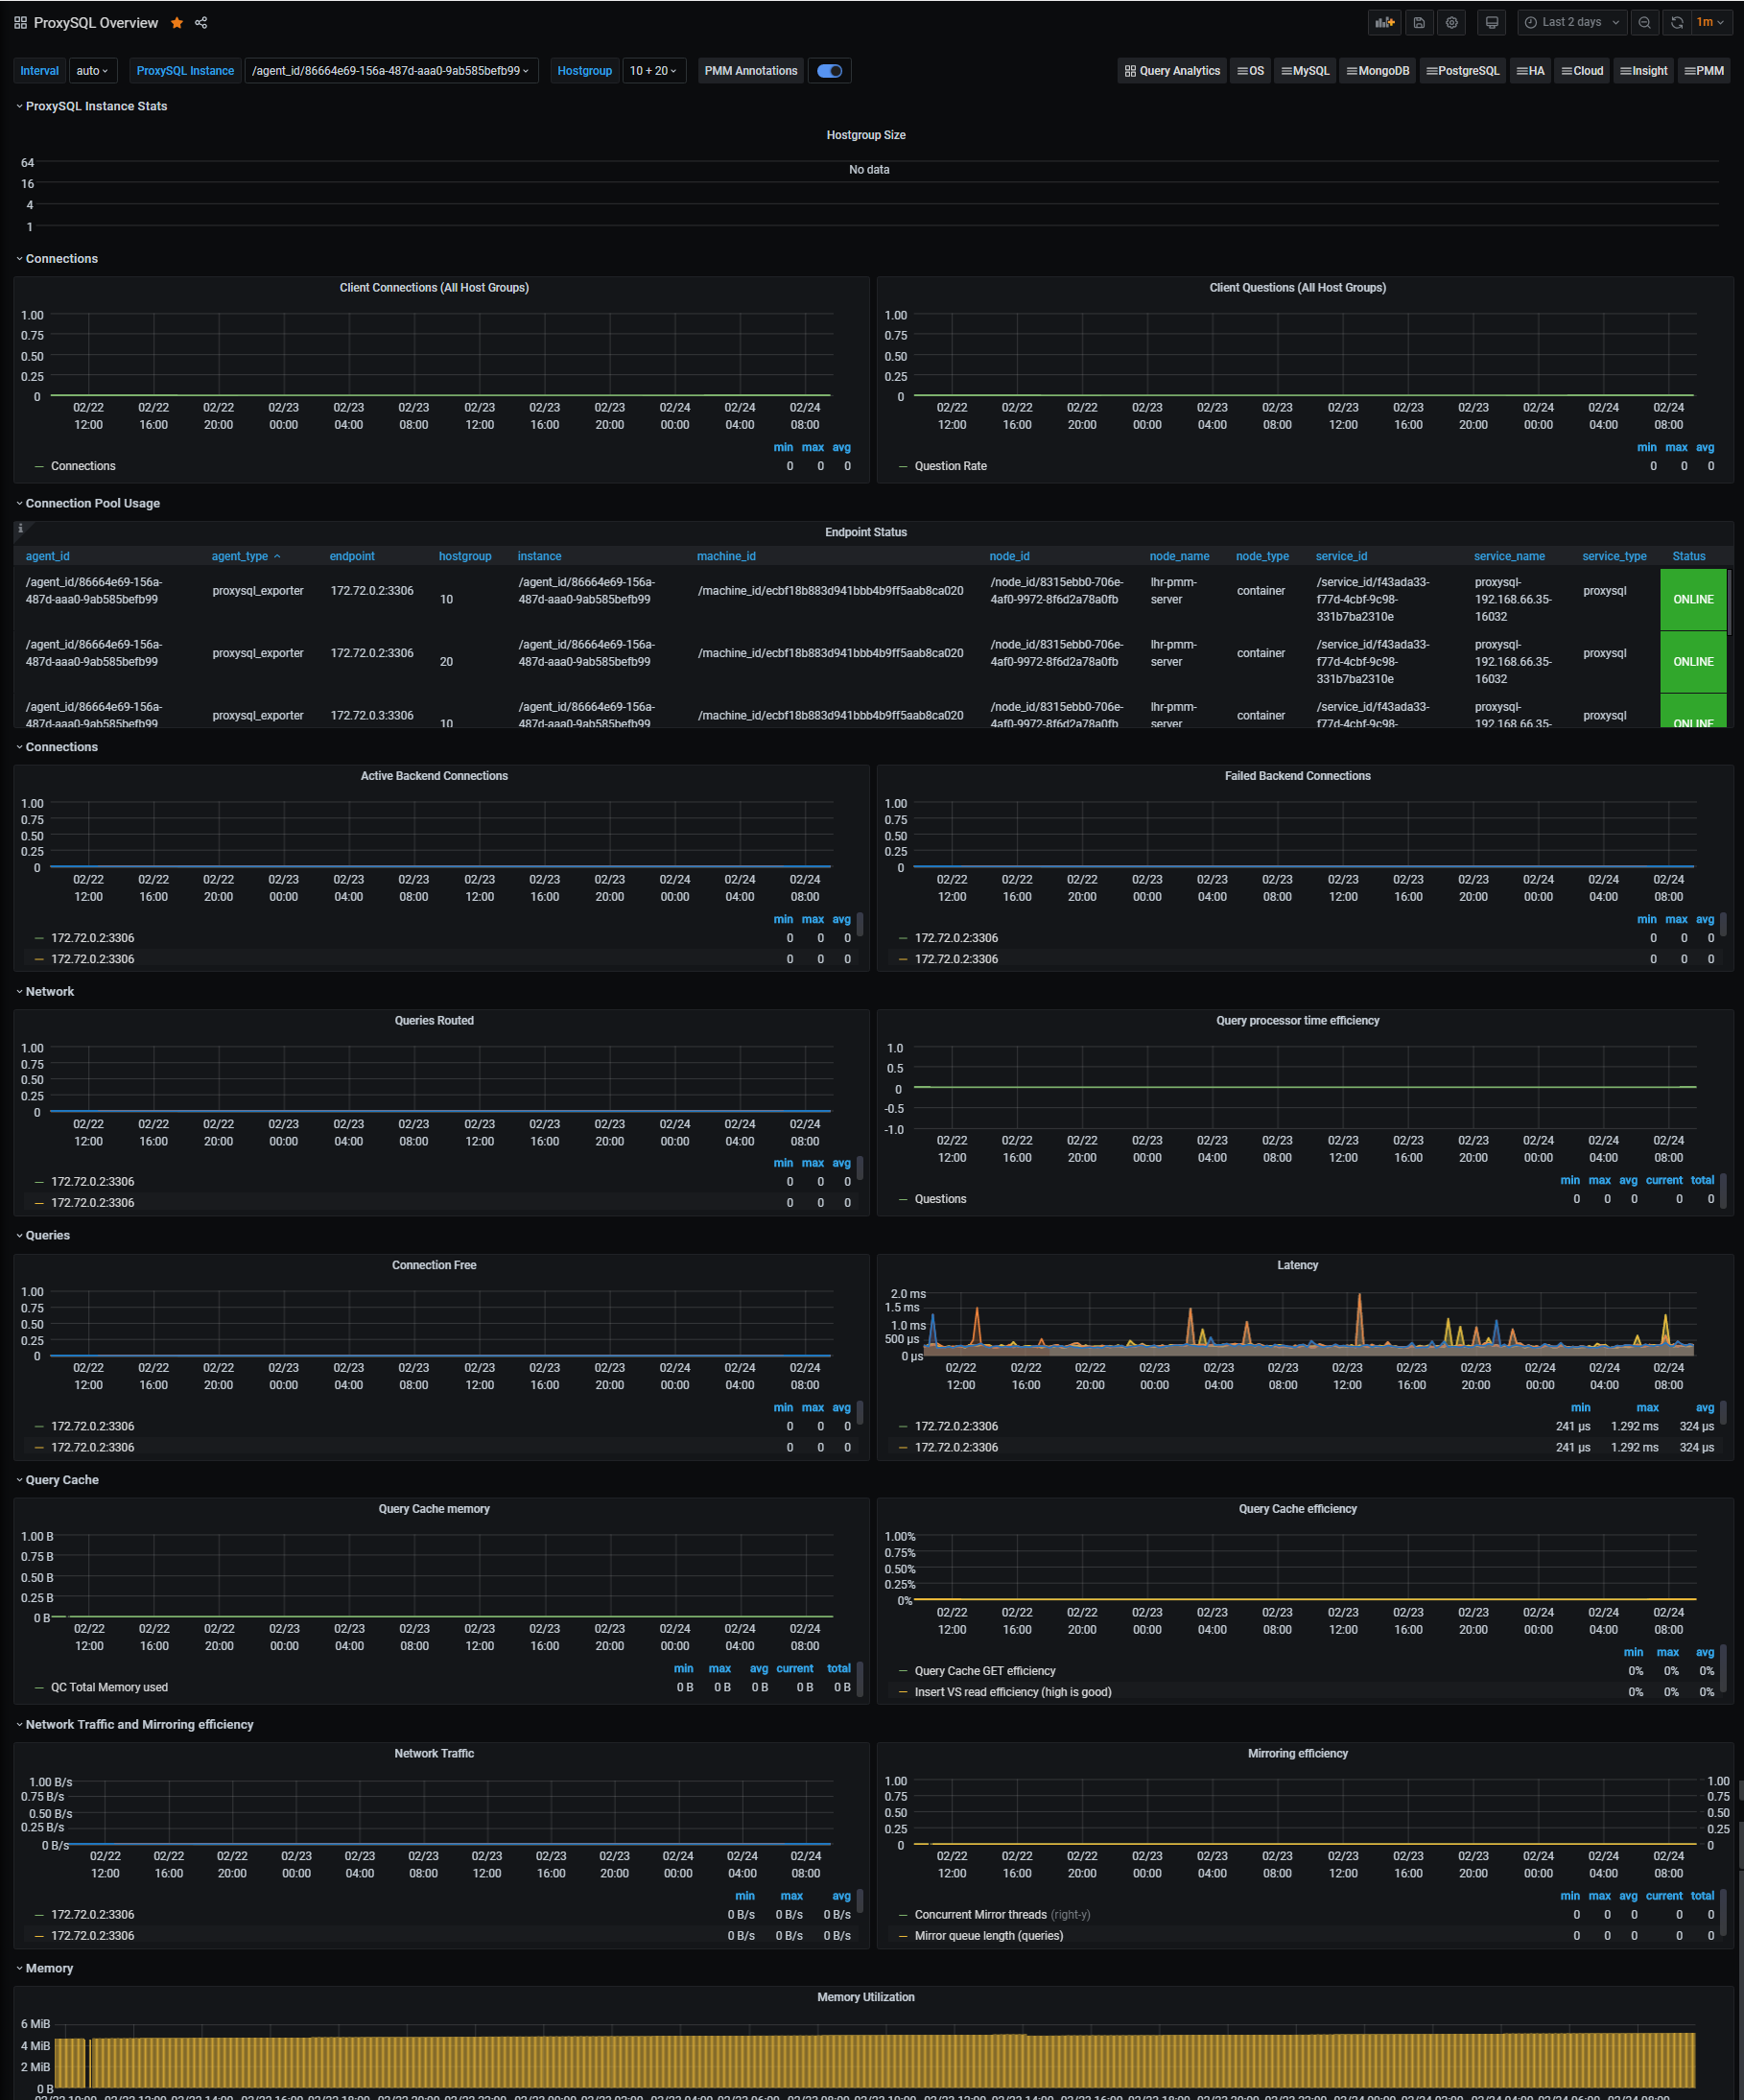 ProxySQL Overview
Last 2 days
1m
Interval auto ProxySQL Instance /agent_id/86664e69-156a-487d-aaa0-9ab585befb99 Hostgroup 10 + 20 PMM Annotations Query Analytics OS MySQL MongoDB PostgreSQL HA Cloud Insight PMM
ProxySQL Instance Stats
Hostgroup Size
No data
64
16
4
1
Connections
Client Connections (All Host Groups)
1.00
0.75
0.50
0.25
0
02/22 02/22 02/22 02/23 02/23 02/23 02/23 02/23 02/23 02/24 02/24 02/24
12:00 16:00 20:00 00:00 04:00 08:00 12:00 16:00 20:00 00:00 04:00 08:00
min max avg
Connections 0 0 0
Client Questions (All Host Groups)
1.00
0.75
0.50
0.25
0
02/22 02/22 02/22 02/23 02/23 02/23 02/23 02/23 02/23 02/24 02/24 02/24
12:00 16:00 20:00 00:00 04:00 08:00 12:00 16:00 20:00 00:00 04:00 08:00
min max avg
Question Rate 0 0 0
Connection Pool Usage
Endpoint Status
agent_id agent_type endpoint hostgroup instance machine_id node_id node_name node_type service_id service_name service_type Status
/agent_id/86664e69-156a- /agent_id/86664e69-156a- /node_id/8315ebb0-706e- lhr-pmm- /service_id/f43ada33- proxysql-
487d-aaa0-9ab585befb99 proxysql_exporter 172.72.0.2:3306 10 487d-aaa0-9ab585befb99 /machine_id/ecbf18b883d941bbb4b9ff5aab8ca020 4af0-9972-8f6d2a78a0fb server container f77d-4cbf-9c98- 192.168.66.35- proxysql ONLINE
331b7ba2310e 16032
/agent_id/86664e69-156a- /agent_id/86664e69-156a- /node_id/8315ebb0-706e- lhr-pmm- /service_id/f43ada33- proxysql-
487d-aaa0-9ab585befb99 proxysql_exporter 172.72.0.2:3306 20 487d-aaa0-9ab585befb99 /machine_id/ecbf18b883d941bbb4b9ff5aab8ca020 4af0-9972-8f6d2a78a0fb server container f77d-4cbf-9c98- 192.168.66.35- proxysql ONLINE
331b7ba2310e 16032
/agent_id/86664e69-156a- /agent_id/86664e69-156a- /node_id/8315ebb0-706e- lhr-pmm- /service_id/f43ada33- proxysql-
487d-aaa0-9ab585befb99 proxysql_exporter 172.72.0.3:3306 10 487d-aaa0-9ab585befb99 /machine_id/ecbf18b883d941bbb4b9ff5aab8ca020 4af0-9972-8f6d2a78a0fb server container f77d-4cbf-9c98- 192.168.66.35- proxysql ONLINE
Connections
Active Backend Connections
1.00
0.75
0.50
0.25
0
02/22 02/22 02/22 02/23 02/23 02/23 02/23 02/23 02/23 02/24 02/24 02/24
12:00 16:00 20:00 00:00 04:00 08:00 12:00 16:00 20:00 00:00 04:00 08:00
min max avg
172.72.0.2:3306 0 0 0
172.72.0.2:3306 0 0 0
Failed Backend Connections
1.00
0.75
0.50
0.25
0
02/22 02/22 02/22 02/23 02/23 02/23 02/23 02/23 02/23 02/24 02/24 02/24
12:00 16:00 20:00 00:00 04:00 08:00 12:00 16:00 20:00 00:00 04:00 08:00
min max avg
172.72.0.2:3306 0 0 0
172.72.0.2:3306 0 0 0
Network
Queries Routed
1.00
0.75
0.50
0.25
0
02/22 02/22 02/22 02/23 02/23 02/23 02/23 02/23 02/23 02/24 02/24 02/24
12:00 16:00 20:00 00:00 04:00 08:00 12:00 16:00 20:00 00:00 04:00 08:00
min max avg
172.72.0.2:3306 0 0 0
172.72.0.2:3306 0 0 0
Query processor time efficiency
1.0
0.5
0
-0.5
-1.0
02/22 02/22 02/22 02/23 02/23 02/23 02/23 02/23 02/23 02/24 02/24 02/24
12:00 16:00 20:00 00:00 04:00 08:00 12:00 16:00 20:00 00:00 04:00 08:00
min max avg current total
Questions 0 0 0 0 0
Queries
Connection Free
1.00
0.75
0.50
0.25
0
02/22 02/22 02/22 02/23 02/23 02/23 02/23 02/23 02/23 02/24 02/24 02/24
12:00 16:00 20:00 00:00 04:00 08:00 12:00 16:00 20:00 00:00 04:00 08:00
min max avg
172.72.0.2:3306 0 0 0
172.72.0.2:3306 0 0 0
Latency
2.0 ms
1.5 ms
1.0 ms
500 µs
0 µs
02/22 02/22 02/22 02/23 02/23 02/23 02/23 02/23 02/23 02/24 02/24 02/24
12:00 16:00 20:00 00:00 04:00 08:00 12:00 16:00 20:00 00:00 04:00 08:00
min max avg
172.72.0.2:3306 241 µs 1.292 ms 324 µs
172.72.0.2:3306 241 µs 1.292 ms 324 µs
Query Cache
Query Cache memory
1.00 B
0.75 B
0.50 B
0.25 B
0 B
02/22 02/22 02/22 02/23 02/23 02/23 02/23 02/23 02/23 02/24 02/24 02/24
12:00 16:00 20:00 00:00 04:00 08:00 12:00 16:00 20:00 00:00 04:00 08:00
min max avg current total
QC Total Memory used 0 B 0 B 0 B 0 B 0 B
Query Cache efficiency
1.00%
0.75%
0.50%
0.25%
0%
02/22 02/22 02/22 02/23 02/23 02/23 02/23 02/23 02/23 02/24 02/24 02/24
12:00 16:00 20:00 00:00 04:00 08:00 12:00 16:00 20:00 00:00 04:00 08:00
min max avg
Query Cache GET efficiency 0% 0% 0%
Insert VS read efficiency (high is good) 0% 0% 0%
Network Traffic and Mirroring efficiency
Network Traffic
1.00 B/s
0.75 B/s
0.50 B/s
0.25 B/s
0 B/s
02/22 02/22 02/22 02/23 02/23 02/23 02/23 02/23 02/23 02/24 02/24 02/24
12:00 16:00 20:00 00:00 04:00 08:00 12:00 16:00 20:00 00:00 04:00 08:00
min max avg
172.72.0.2:3306 0 B/s 0 B/s 0 B/s
172.72.0.2:3306 0 B/s 0 B/s 0 B/s
Mirroring efficiency
1.00 1.00
0.75 0.75
0.50 0.50
0.25 0.25
0 0
02/22 02/22 02/22 02/23 02/23 02/23 02/23 02/23 02/23 02/24 02/24 02/24
12:00 16:00 20:00 00:00 04:00 08:00 12:00 16:00 20:00 00:00 04:00 08:00
min max avg current total
Concurrent Mirror threads (right-y) 0 0 0 0 0
Mirror queue length (queries) 0 0 0 0 0
Memory
Memory Utilization
6 MiB
4 MiB
2 MiB
0 B